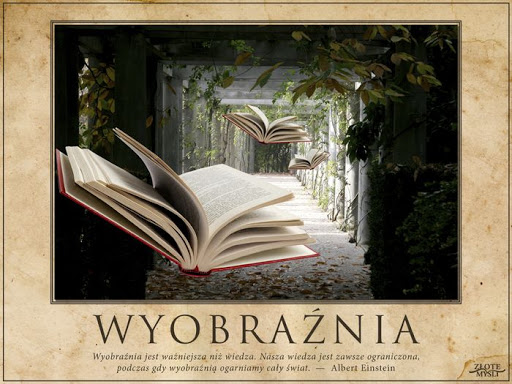 WYOBRAŹNIA
Wyobraźnia jest ważniejsza niż wiedza. Nasza wiedza jest zawsze ograniczona,
podczas gdy wyobraźnią ogarniamy cały świat. — Albert Einstein
ZŁOTE
MYŚLI